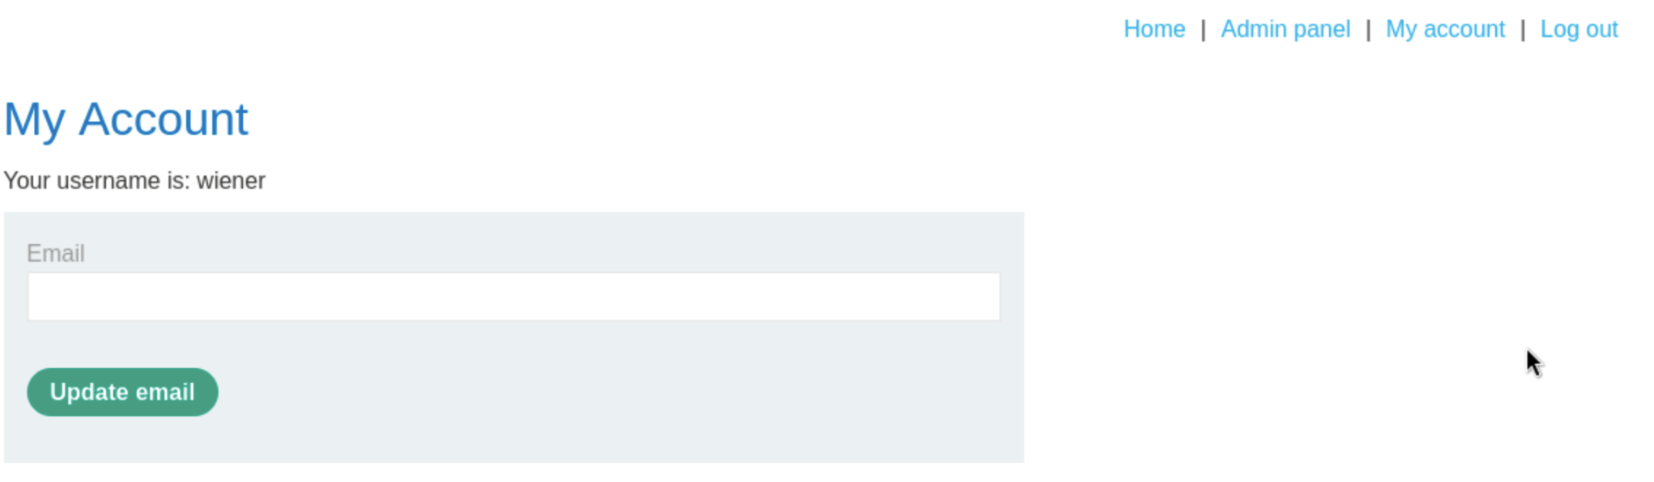 Home | Admin panel | My account | Log out
My Account
Your username is: wiener
Email
Update email